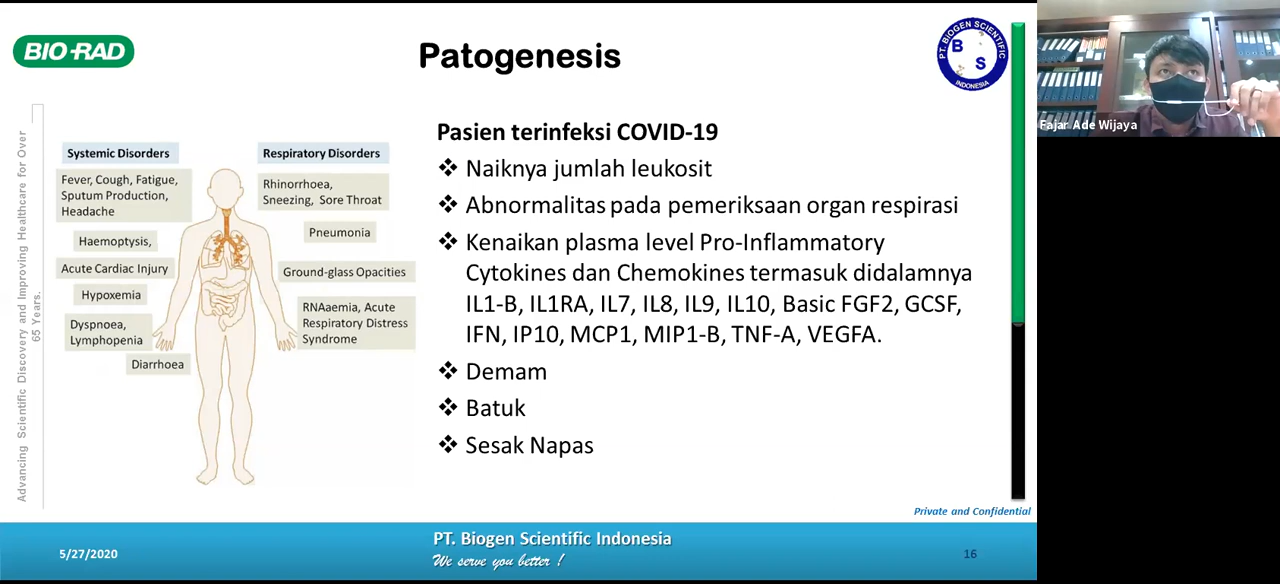 BIO-RAD
Patogenesis
PT. BIOGEN SCIENTIFIC
B S
INDONESIA
Fajar Ade Wijaya
Advancing Scientific Discovery and Improving Healthcare for Over
65 Years.
Systemic Disorders
Fever, Cough, Fatigue,
Sputum Production,
Headache
Haemoptysis,
Acute Cardiac Injury
Hypoxemia
Dyspnoea,
Lymphopenia
Diarrhoea
Respiratory Disorders
Rhinorrhoea,
Sneezing, Sore Throat
Pneumonia
Ground-glass Opacities
RNAaemia, Acute
Respiratory Distress
Syndrome
Pasien terinfeksi COVID-19
❖ Naiknya jumlah leukosit
❖ Abnormalitas pada pemeriksaan organ respirasi
❖ Kenaikan plasma level Pro-Inflammatory
Cytokines dan Chemokines termasuk didalamnya
IL1-B, IL1RA, IL7, IL8, IL9, IL10, Basic FGF2, GCSF,
IFN, IP10, MCP1, MIP1-B, TNF-A, VEGFA.
❖ Demam
❖ Batuk
❖ Sesak Napas
Private and Confidential
5/27/2020
PT. Biogen Scientific Indonesia
We serve you better !
16